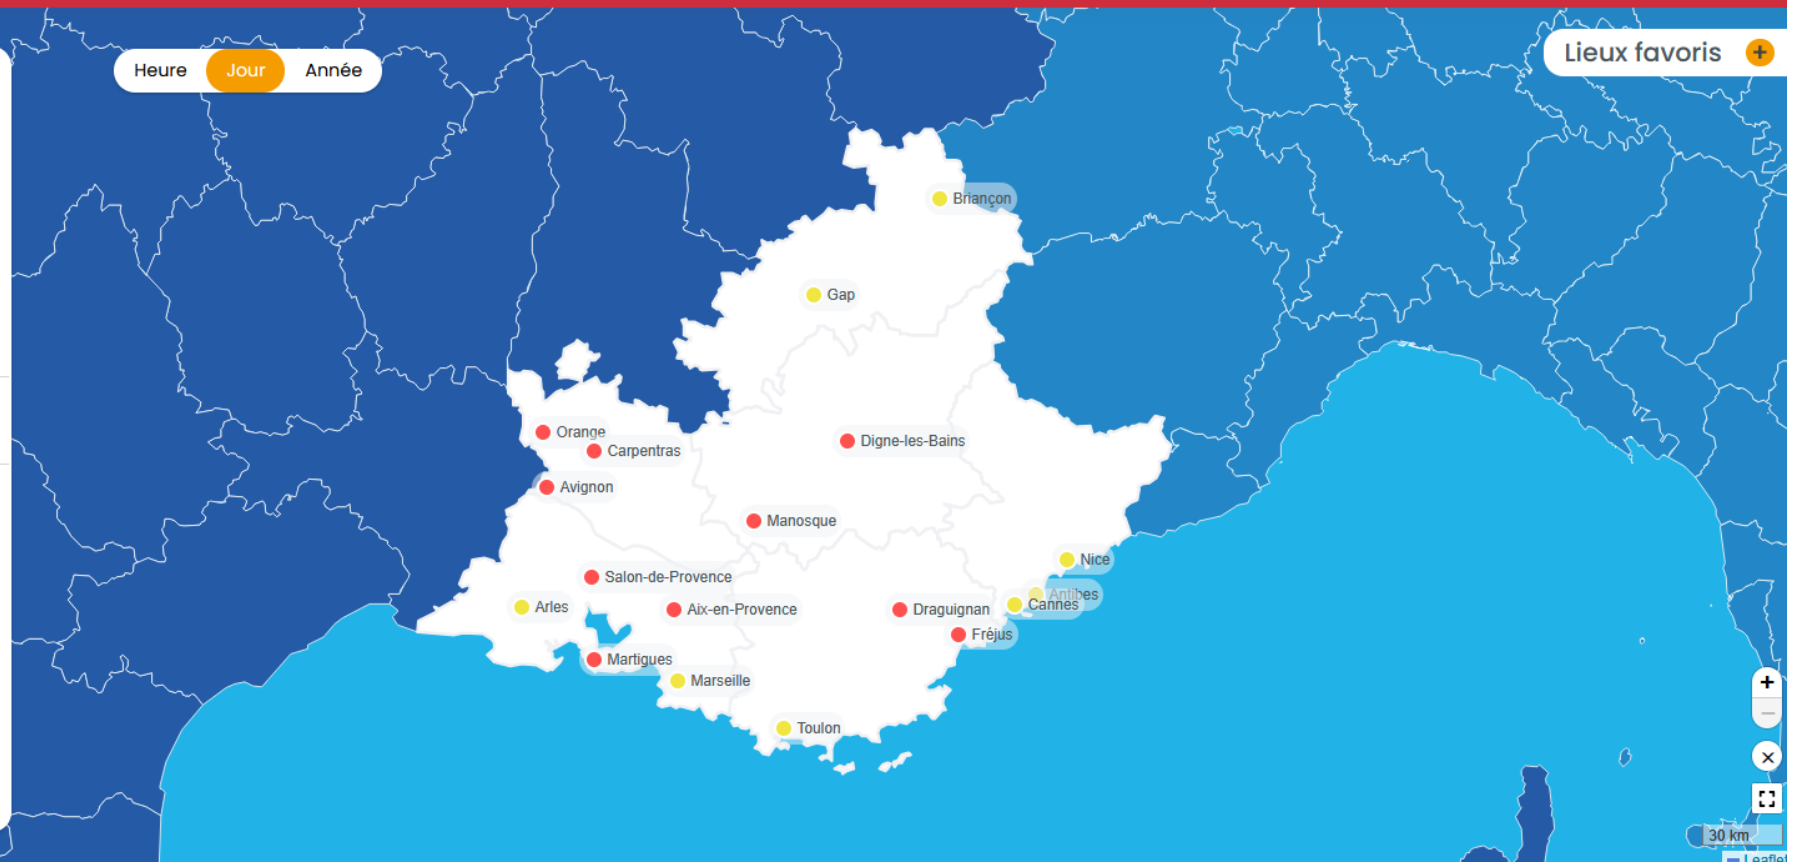 Heure Jour Année
Lieux favoris +
Briançon
Gap
Orange
Carpentras
Digne-les-Bains
Avignon
Manosque
Nice
Salon-de-Provence
Antibes
Cannes
Arles
Aix-en-Provence
Draguignan
Fréjus
Martigues
Marseille
Toulon
+
−
×
30 km
Leaflet